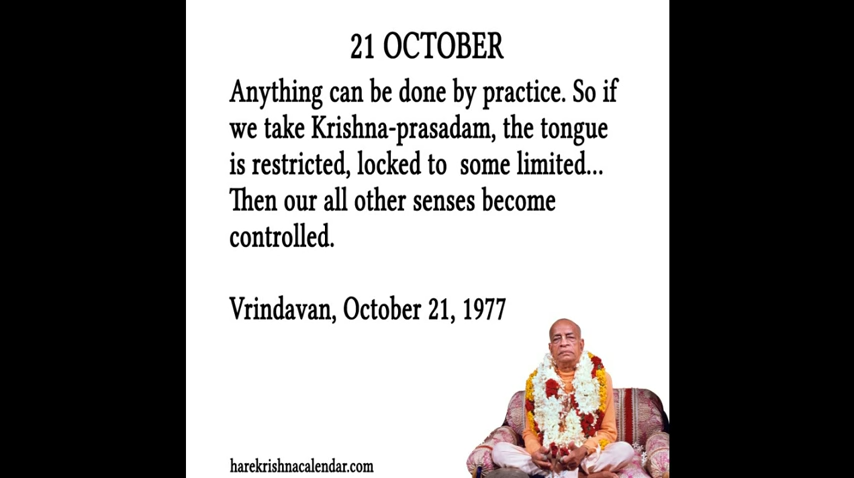 21 OCTOBER
Anything can be done by practice. So if
we take Krishna-prasadam, the tongue
is restricted, locked to  some limited...
Then our all other senses become
controlled.
Vrindavan, October 21, 1977
harekrishnacalendar.com